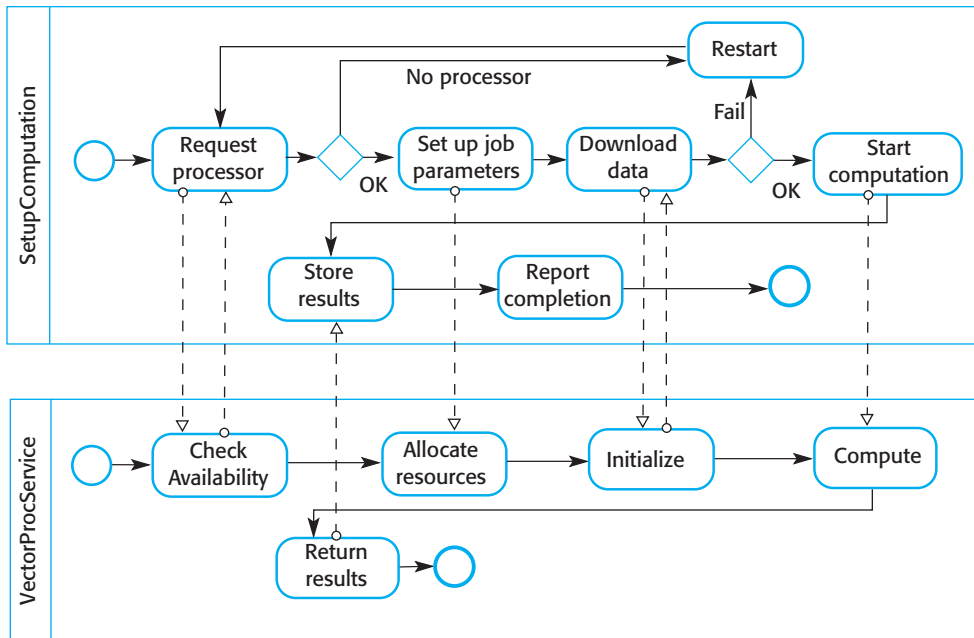 SetupComputation
Restart
No processor
Fail
Request
processor
OK
Set up job
parameters
Download
data
OK
Start
computation
Store
results
Report
completion
VectorProcService
Check
Availability
Allocate
resources
Initialize
Compute
Return
results